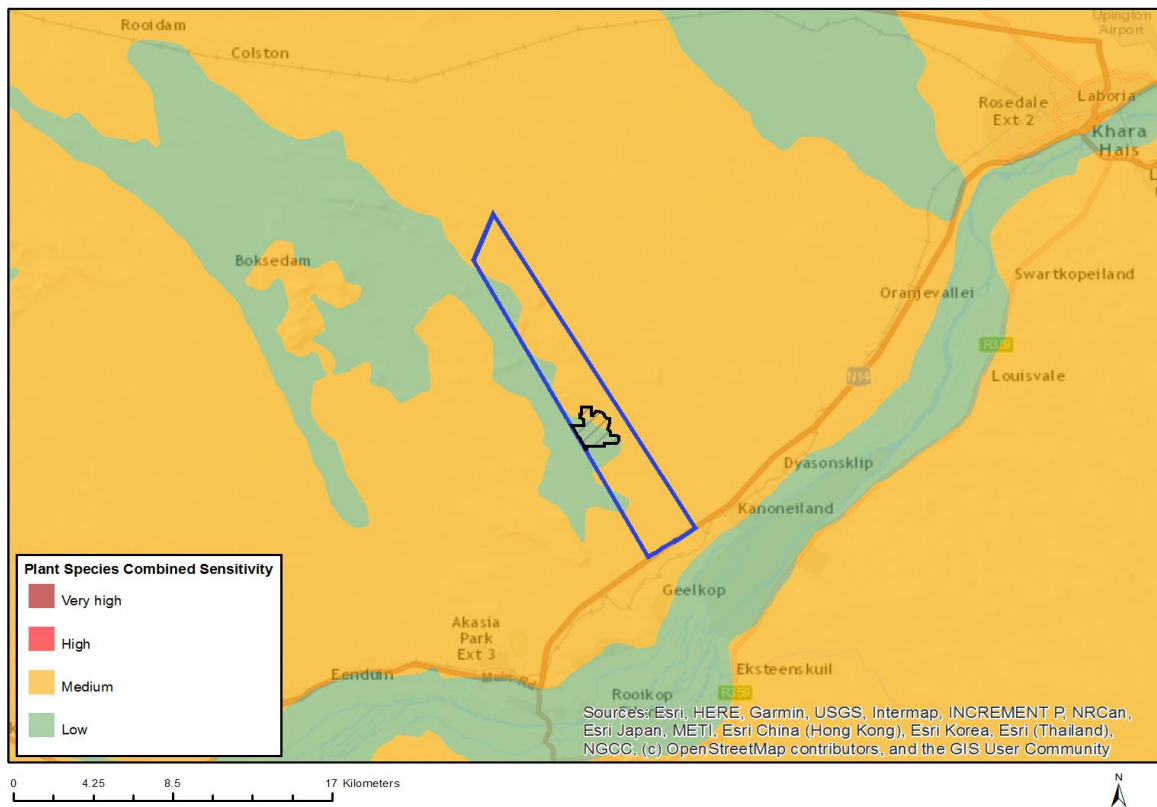 Rooidam
Colston
Upington
Airport
Rosedale
Ext 2
Laboria
Khara
Hais
Boksedam
Swartkopeiland
Oranjevallei
R359
Louisvale
N14
Dyasonsklip
Kanoneiland
Geelkop
Akasia
Park
Ext 3
Eksteenskuil
Eenduin
Main Rd
Rooikop
R359
Plant Species Combined Sensitivity
Very high
High
Medium
Low
Sources: Esri, HERE, Garmin, USGS, Intermap, INCREMENT P, NRCan,
Esri Japan, METI, Esri China (Hong Kong), Esri Korea, Esri (Thailand),
NGCC, (c) OpenStreetMap contributors, and the GIS User Community
0 4.25 8.5 17 Kilometers
N